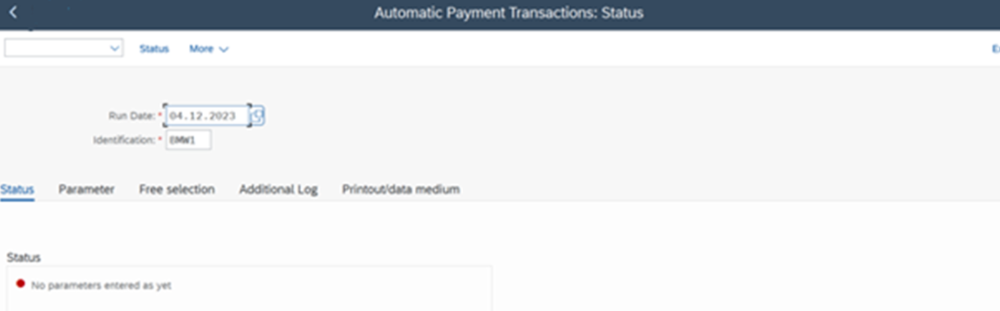 Automatic Payment Transactions: Status
Status More
Run Date: * 04.12.2023
Identification: * BMW1
Status Parameter Free selection Additional Log Printout/data medium
Status
No parameters entered as yet